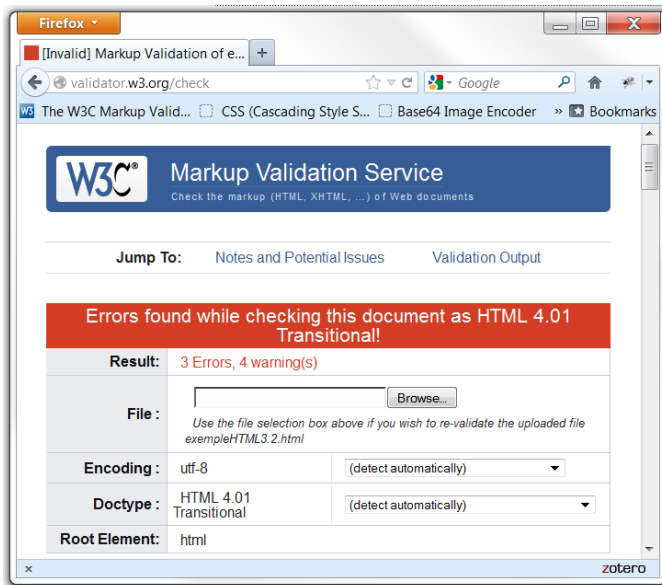 Firefox
[Invalid] Markup Validation of e... +
validator.w3.org/check Google
W3 The W3C Markup Valid... CSS (Cascading Style S... Base64 Image Encoder » Bookmarks
W3C® Markup Validation Service
Check the markup (HTML, XHTML, ...) of Web documents
Jump To: Notes and Potential Issues Validation Output
Errors found while checking this document as HTML 4.01
Transitional!
Result: 3 Errors, 4 warning(s)
File : Browse...
Use the file selection box above if you wish to re-validate the uploaded file
exempleHTML3.2.html
Encoding : utf-8 (detect automatically)
Doctype : HTML 4.01
Transitional (detect automatically)
Root Element: html
x zotero